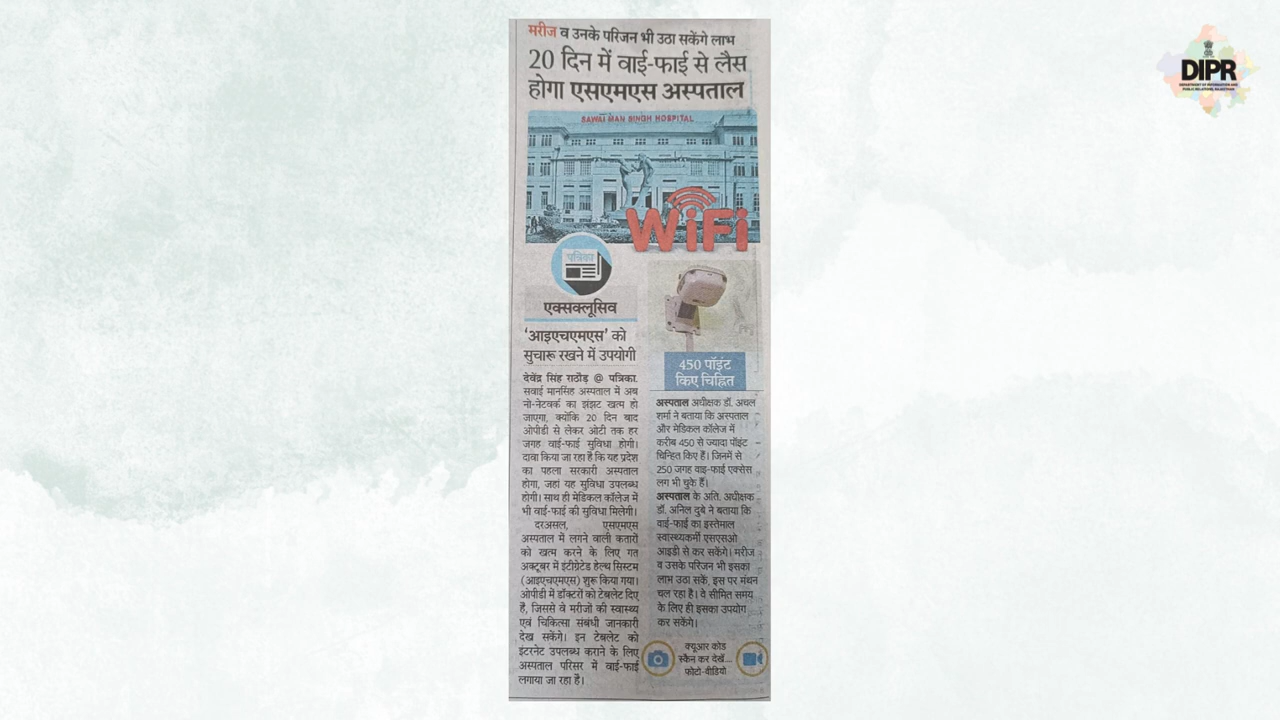 मरीज व उनके परिजन भी उठा सकेंगे लाभ
20 दिन में वाई-फाई से लैस
होगा एसएमएस अस्पताल
SAWAI MAN SINGH HOSPITAL
WiFi
पत्रिका
एक्सक्लूसिव
'आइएचएमएस' को
सुचारू रखने में उपयोगी
देवेंद्र सिंह राठौड़ @ पत्रिका.
सवाई मानसिंह अस्पताल में अब
नो-नेटवर्क का झंझट खत्म हो
जाएगा, क्योंकि 20 दिन बाद
ओपीडी से लेकर ओटी तक हर
जगह वाई-फाई सुविधा होगी।
दावा किया जा रहा है कि यह प्रदेश
का पहला सरकारी अस्पताल
होगा, जहां यह सुविधा उपलब्ध
होगी। साथ ही मेडिकल कॉलेज में
भी वाई-फाई की सुविधा मिलेगी।
दरअसल, एसएमएस
अस्पताल में लगने वाली कतारों
को खत्म करने के लिए गत
अक्टूबर में इंटीग्रेटेड हेल्थ सिस्टम
(आइएचएमएस) शुरू किया गया।
ओपीडी में डॉक्टरों को टेबलेट दिए
हैं, जिससे वे मरीजों की स्वास्थ्य
एवं चिकित्सा संबंधी जानकारी
देख सकेंगे। इन टेबलेट को
इंटरनेट उपलब्ध कराने के लिए
अस्पताल परिसर में वाई-फाई
लगाया जा रहा है।
450 पॉइंट
किए चिह्नित
अस्पताल अधीक्षक डॉ. अचल
शर्मा ने बताया कि अस्पताल
और मेडिकल कॉलेज में
करीब 450 से ज्यादा पॉइंट
चिन्हित किए हैं। जिनमें से
250 जगह वाइ-फाई एक्सेस
लग भी चुके हैं।
अस्पताल के अति. अधीक्षक
डॉ. अनिल दुबे ने बताया कि
वाई-फाई का इस्तेमाल
स्वास्थ्यकर्मी एसएसओ
आइडी से कर सकेंगे। मरीज
व उसके परिजन भी इसका
लाभ उठा सकें, इस पर मंथन
चल रहा है। वे सीमित समय
के लिए ही इसका उपयोग
कर सकेंगे।
क्यूआर कोड
स्कैन कर देखें...
फोटो-वीडियो
DIPR
DEPARTMENT OF INFORMATION AND
PUBLIC RELATIONS, RAJASTHAN